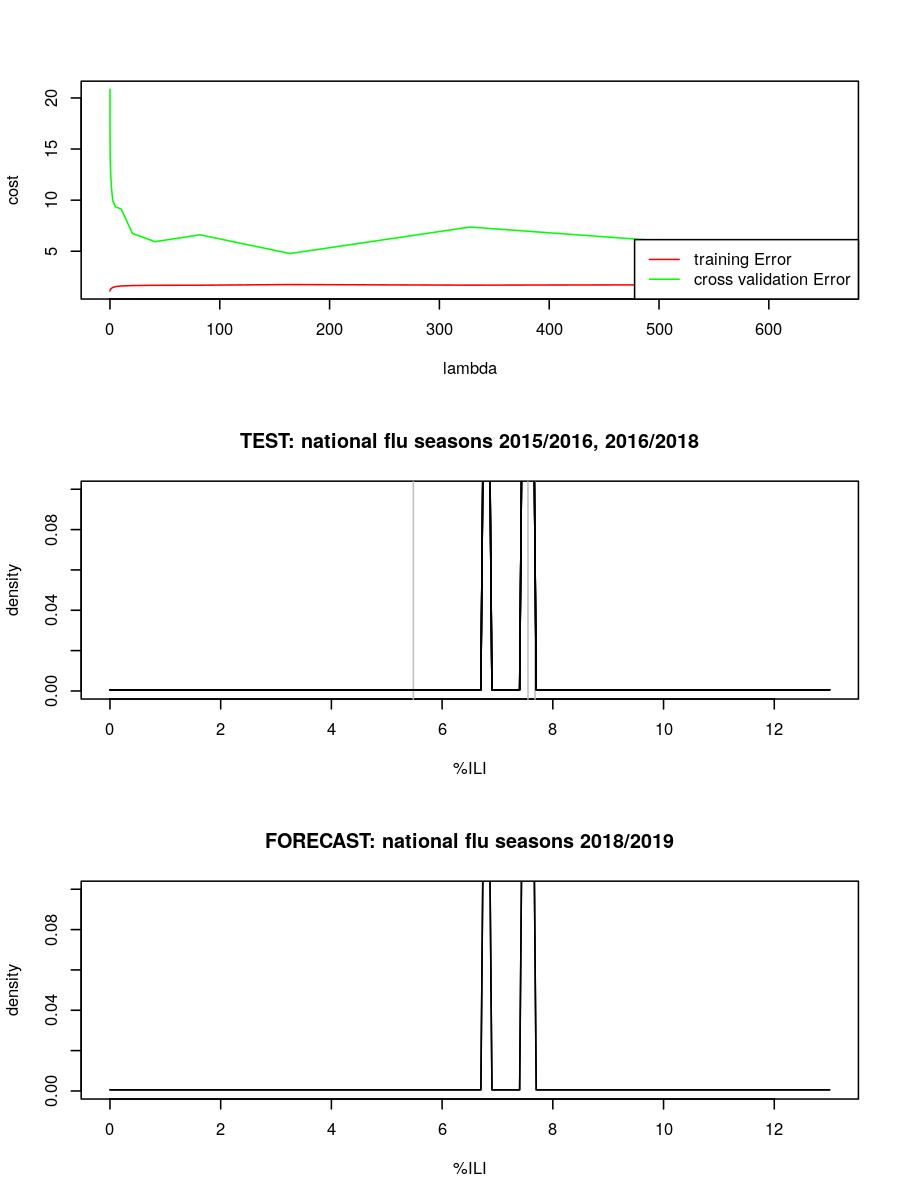 20
15
10
5
cost
training Error
cross validation Error
0 100 200 300 400 500 600
lambda
TEST: national flu seasons 2015/2016, 2016/2018
0.08
0.04
0.00
density
0 2 4 6 8 10 12
%ILI
FORECAST: national flu seasons 2018/2019
0.08
0.04
0.00
density
0 2 4 6 8 10 12
%ILI